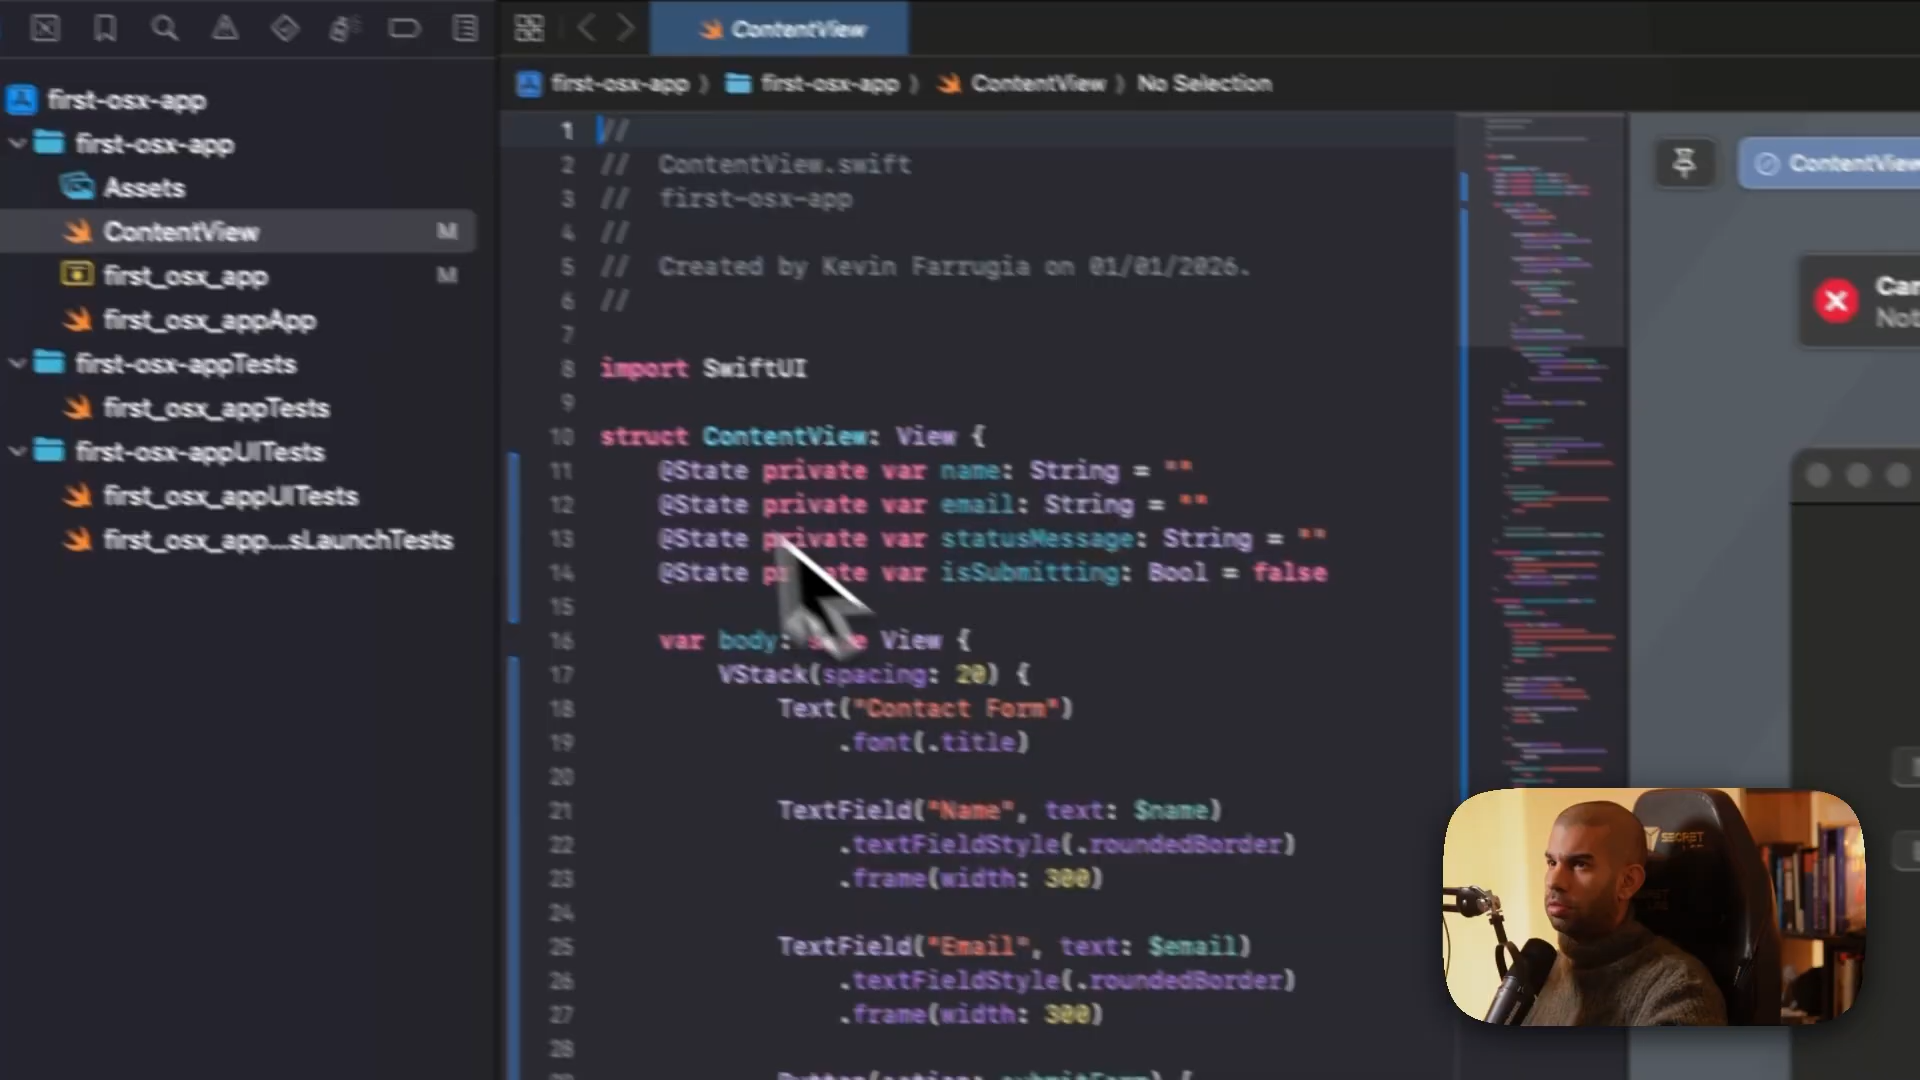 ContentView
first-osx-app
first-osx-app
Assets
ContentView M
first_osx_app M
first_osx_appApp
first-osx-appTests
first_osx_appTests
first-osx-appUITests
first_osx_appUITests
first_osx_app...sLaunchTests
first-osx-app first-osx-app ContentView No Selection
1 //
2 // ContentView.swift
3 // first-osx-app
4 //
5 // Created by Kevin Farrugia on 01/01/2026.
6 //
7
8 import SwiftUI
9
10 struct ContentView: View {
11 @State private var name: String = ""
12 @State private var email: String = ""
13 @State private var statusMessage: String = ""
14 @State private var isSubmitting: Bool = false
15
16 var body: some View {
17 VStack(spacing: 20) {
18 Text("Contact Form")
19 .font(.title)
20
21 TextField("Name", text: $name)
22 .textFieldStyle(.roundedBorder)
23 .frame(width: 300)
24
25 TextField("Email", text: $email)
26 .textFieldStyle(.roundedBorder)
27 .frame(width: 300)
28
ContentView
SECRET